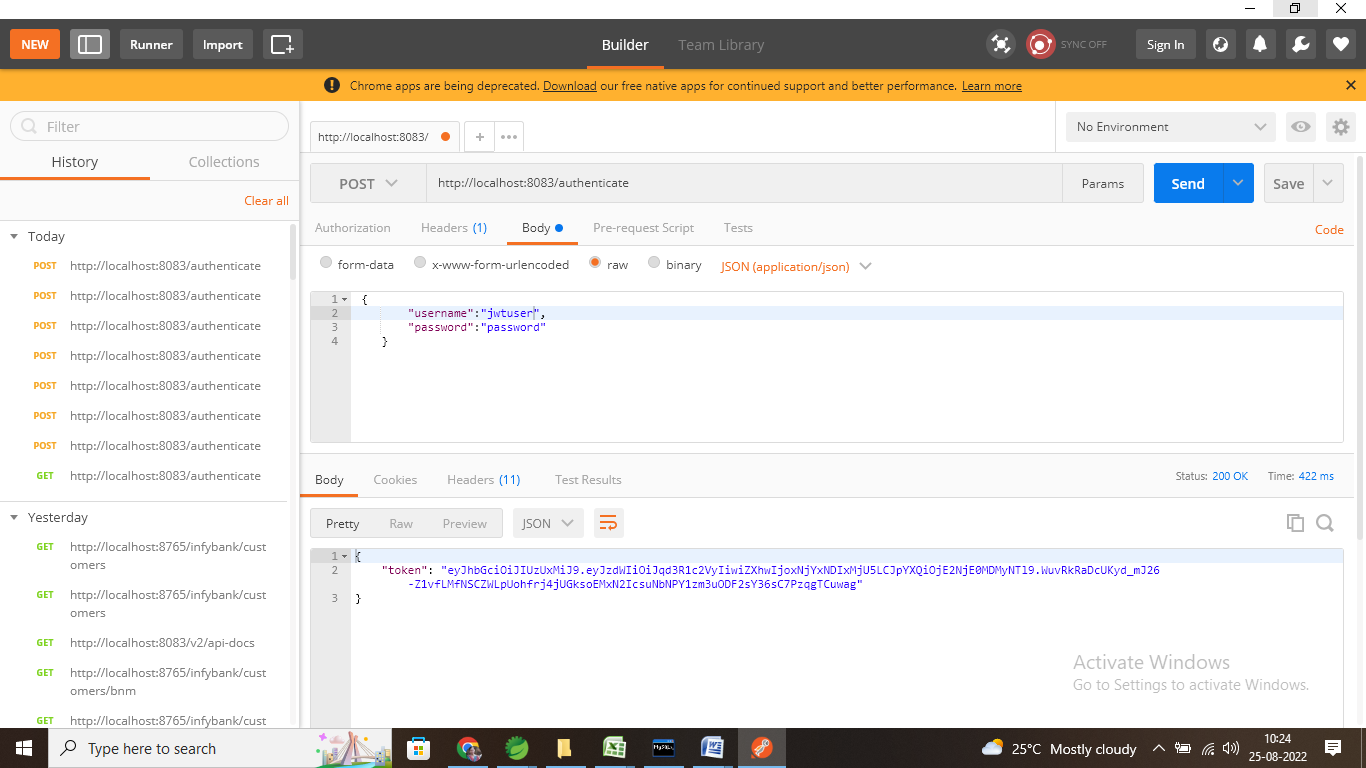 NEW
Runner
Import
Builder
Team Library
SYNC OFF
Sign In
Chrome apps are being deprecated. Download our free native apps for continued support and better performance. Learn more
Filter
History
Collections
Clear all
Today
POST http://localhost:8083/authenticate
POST http://localhost:8083/authenticate
POST http://localhost:8083/authenticate
POST http://localhost:8083/authenticate
POST http://localhost:8083/authenticate
POST http://localhost:8083/authenticate
POST http://localhost:8083/authenticate
GET http://localhost:8083/authenticate
Yesterday
GET http://localhost:8765/infybank/cust
omers
GET http://localhost:8765/infybank/cust
omers
GET http://localhost:8083/v2/api-docs
GET http://localhost:8765/infybank/cust
omers/bnm
GET http://localhost:8765/infybank/cust
http://localhost:8083/
+
•••
No Environment
POST
http://localhost:8083/authenticate
Params
Send
Save
Authorization
Headers (1)
Body
Pre-request Script
Tests
Code
form-data
x-www-form-urlencoded
raw
binary
JSON (application/json)
1 {
2 "username":"jwtuser",
3 "password":"password"
4 }
Body
Cookies
Headers (11)
Test Results
Status: 200 OK
Time: 422 ms
Pretty
Raw
Preview
JSON
1 {
2 "token": "eyJhbGciOiJIUzUxMiJ9.eyJzdWIiOiJqd3R1c2VyIiwiZXhwIjoxNjYxNDIxMjU5LCJpYXQiOjE2NjE0MDMyNTl9.WuvRkRaDcUKyd_mJ26
-Z1vfLMfNSCZWLpUohfrj4jUGksoEMxN2IcsuNbNPY1zm3uODF2sY36sC7PzqgTCuwag"
3 }
Activate Windows
Go to Settings to activate Windows.
Type here to search
MySQL
25°C Mostly cloudy
10:24
25-08-2022